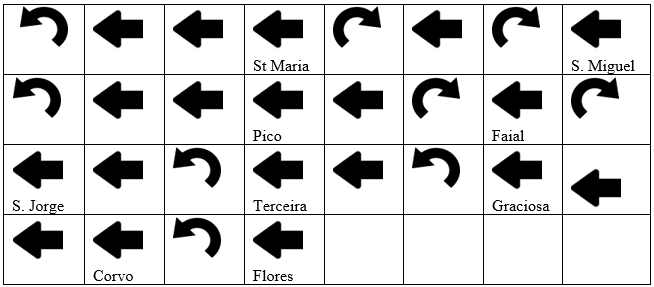 St Maria S. Miguel
Pico Faial
S. Jorge Terceira Graciosa
Corvo Flores